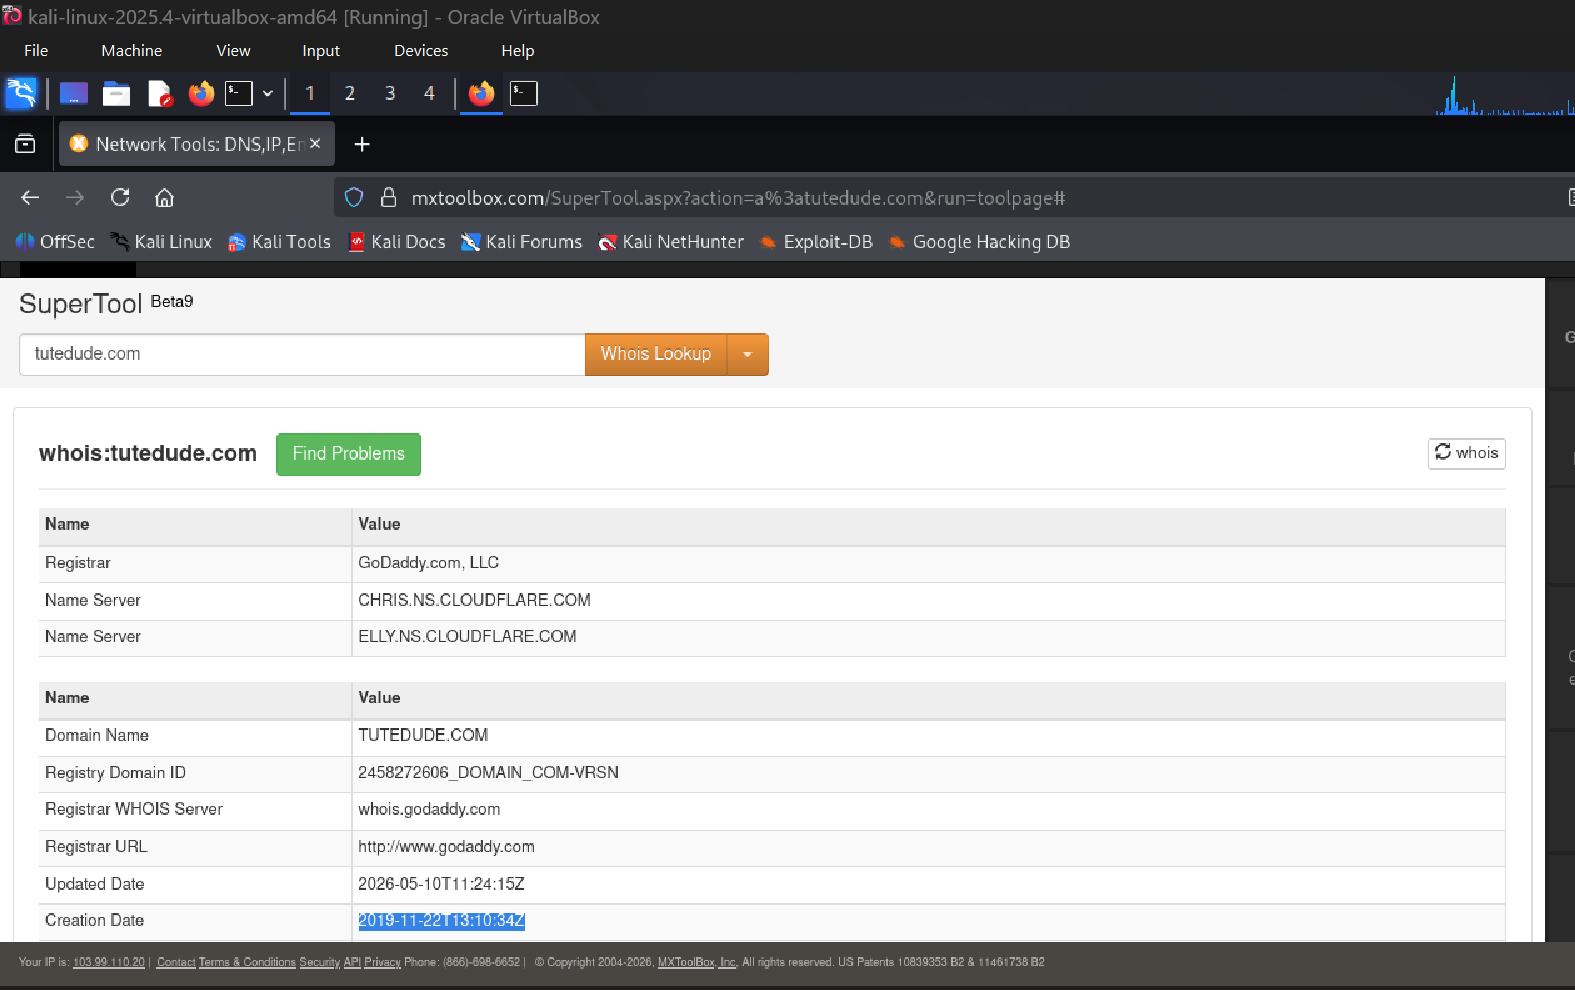 kali-linux-2025.4-virtualbox-amd64 [Running] - Oracle VirtualBox
File Machine View Input Devices Help
1 2 3 4
Network Tools: DNS,IP,Em
mxtoolbox.com/SuperTool.aspx?action=a%3atutedude.com&run=toolpage#
OffSec Kali Linux Kali Tools Kali Docs Kali Forums Kali NetHunter Exploit-DB Google Hacking DB
SuperTool Beta9
tutedude.com Whois Lookup
whois:tutedude.com Find Problems whois
Name Value
Registrar GoDaddy.com, LLC
Name Server CHRIS.NS.CLOUDFLARE.COM
Name Server ELLY.NS.CLOUDFLARE.COM
Name Value
Domain Name TUTEDUDE.COM
Registry Domain ID 2458272606_DOMAIN_COM-VRSN
Registrar WHOIS Server whois.godaddy.com
Registrar URL http://www.godaddy.com
Updated Date 2026-05-10T11:24:15Z
Creation Date 2019-11-22T13:10:34Z
Your IP is: 103.99.110.20 | Contact Terms & Conditions Security API Privacy Phone: (866)-698-6652 | © Copyright 2004-2026, MXToolBox, Inc, All rights reserved. US Patents 10839353 B2 & 11461738 B2